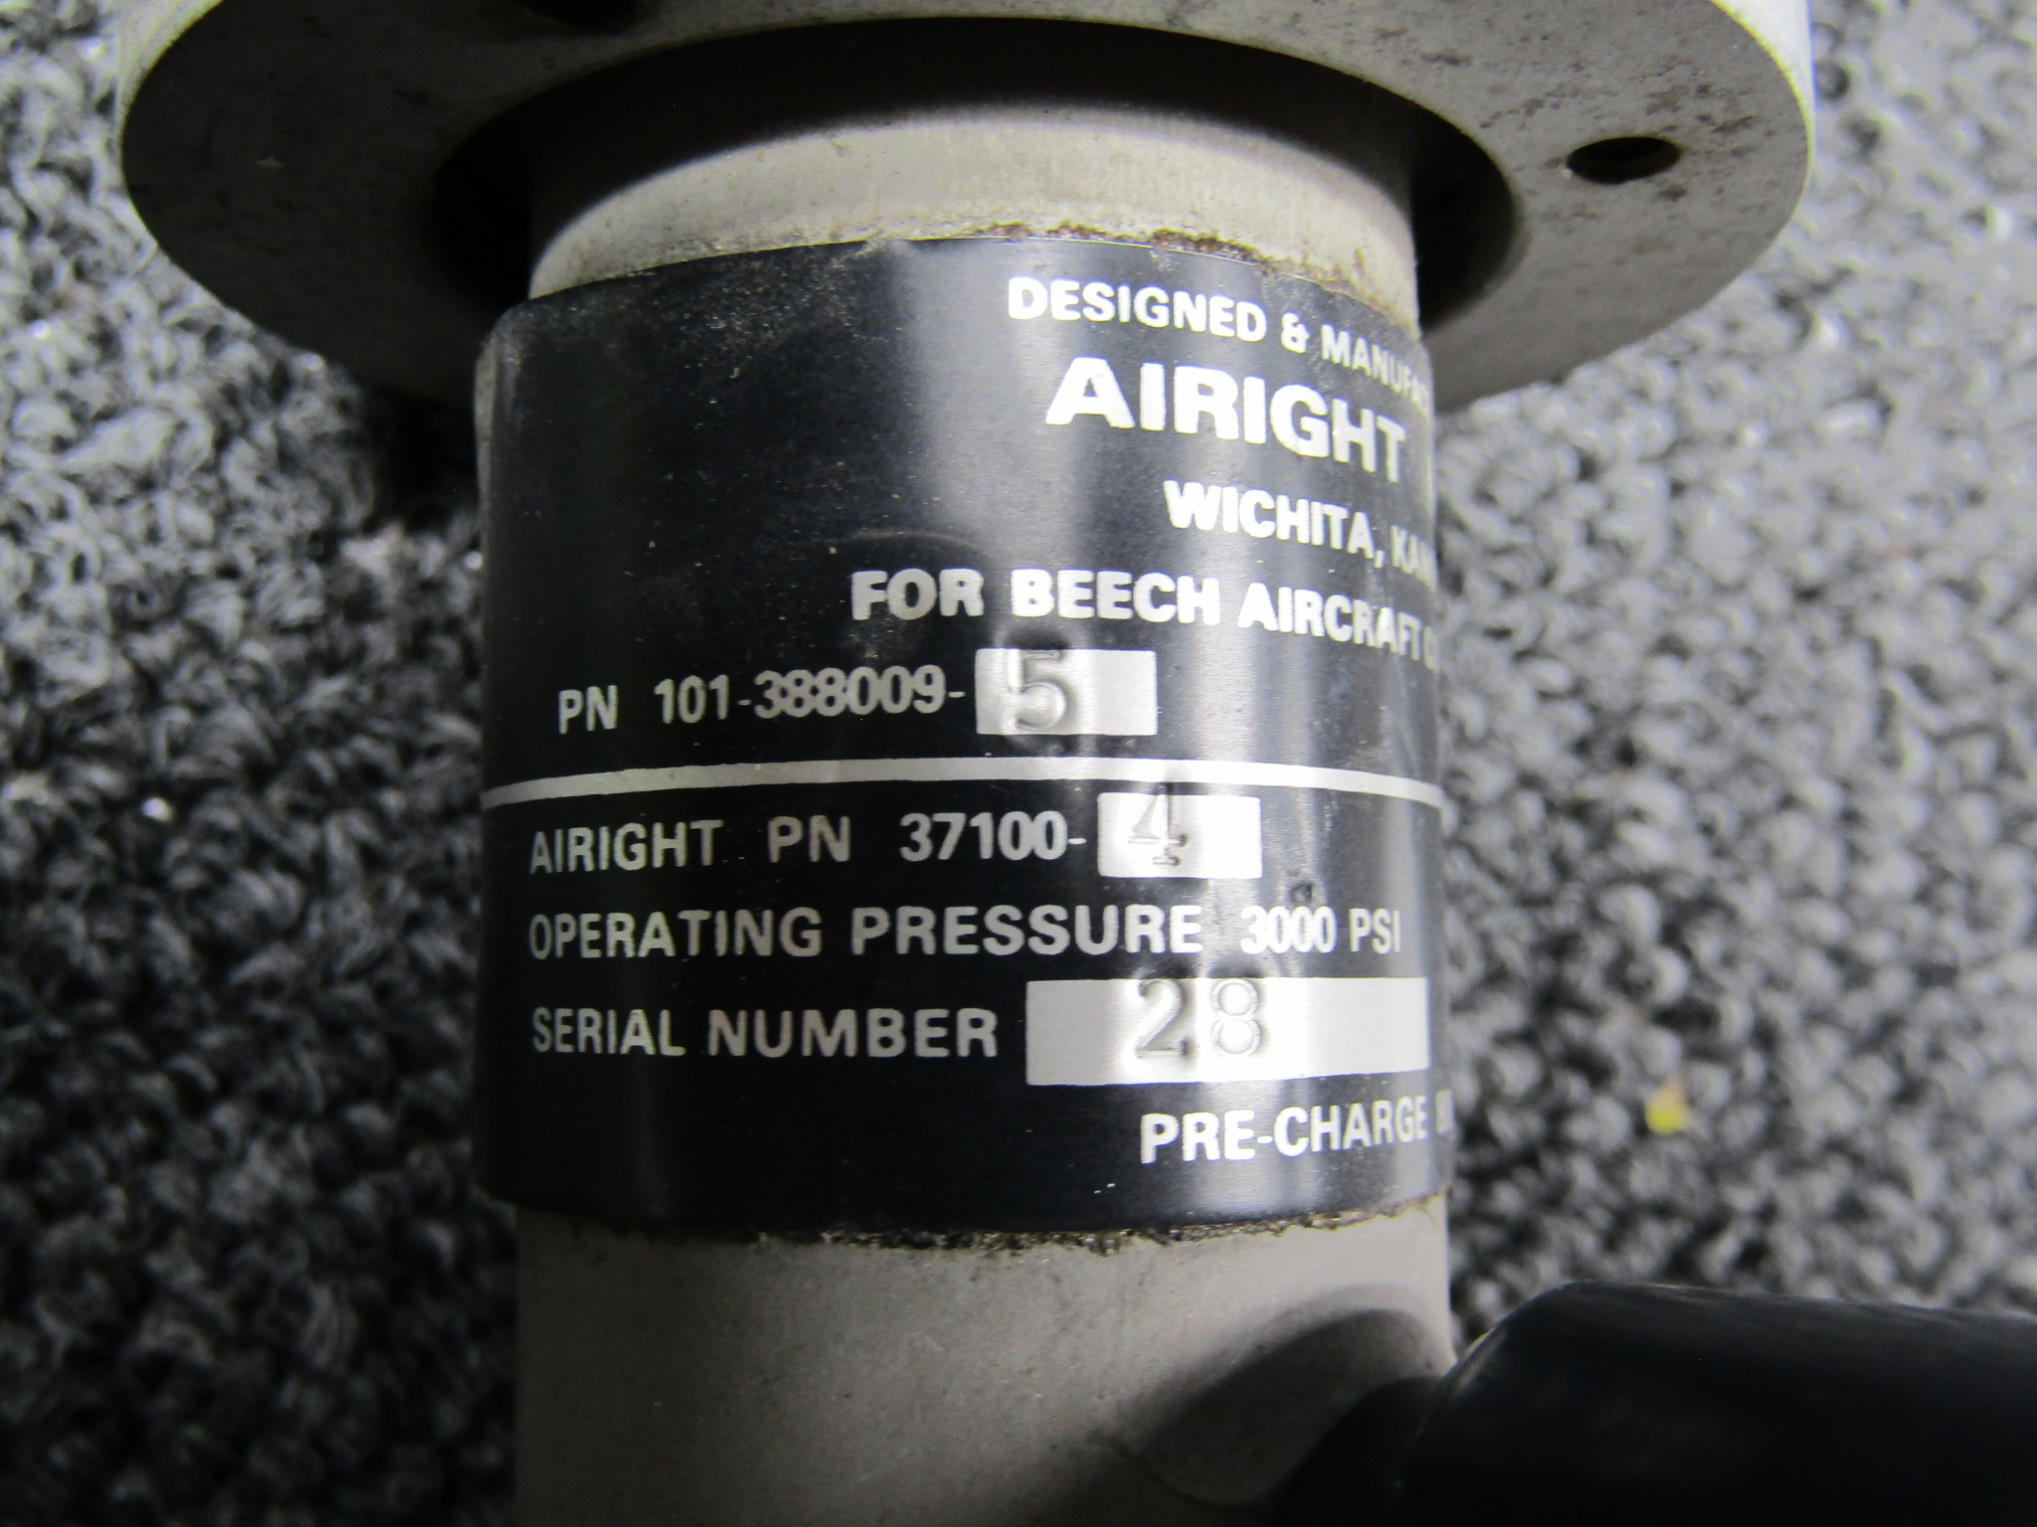 DESIGNED & MANUFAC
AIRIGHT
WICHITA, KAN
FOR BEECH AIRCRAFT C
PN 101-388009-5
AIRIGHT PN 37100-4
OPERATING PRESSURE 3000 PSI
SERIAL NUMBER 28
PRE-CHARGE